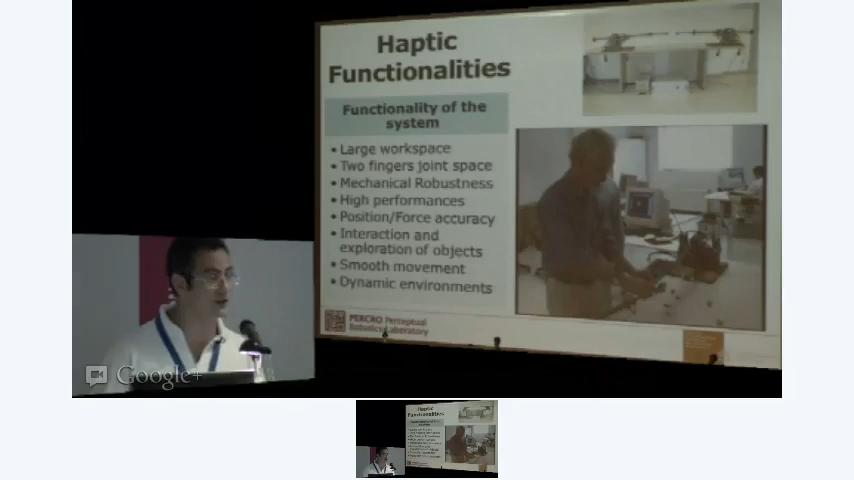 Haptic
Functionalities
Functionality of the
system
• Large workspace
• Two fingers joint space
• Mechanical Robustness
• High performances
• Position/Force accuracy
• Interaction and
exploration of objects
• Smooth movement
• Dynamic environments
PERCRO Perceptual
Robotics Laboratory
Google+